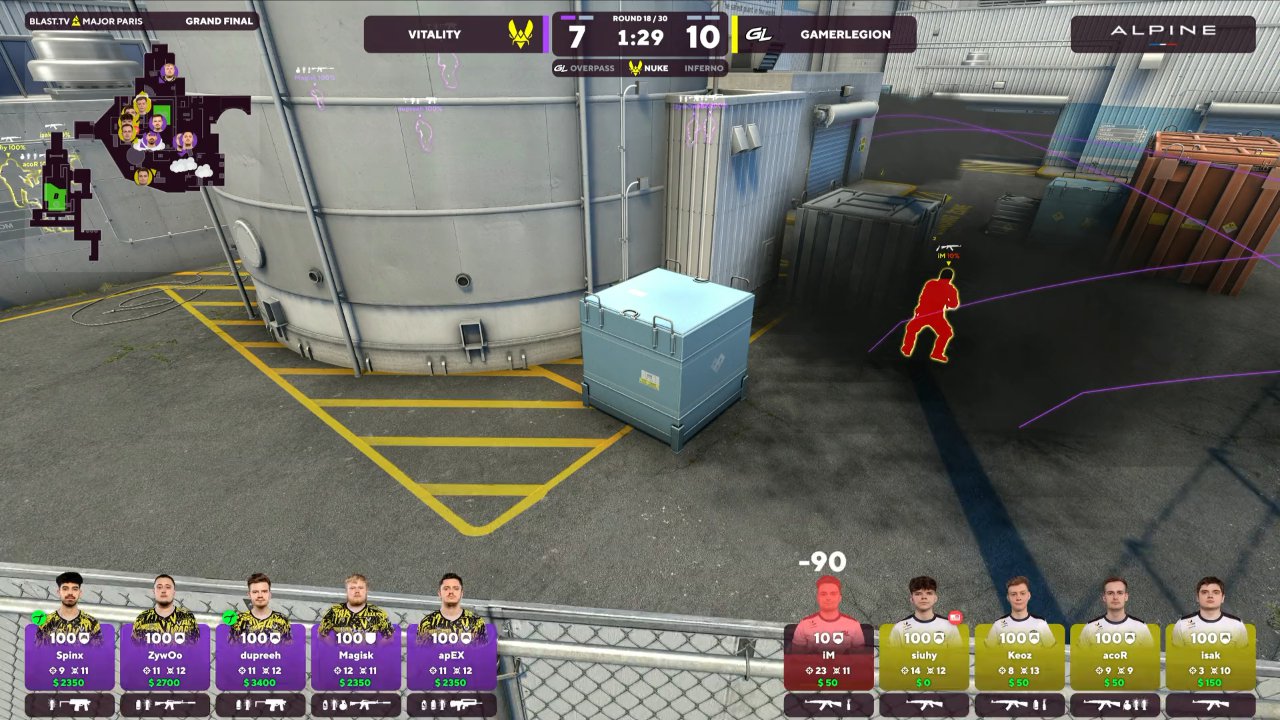 BLAST.TV MAJOR PARIS GRAND FINAL
VITALITY 7 ROUND 18 / 30 1:29 10 GL GAMERLEGION
GL OVERPASS NUKE INFERNO
ALPINE
iM 10%
-90
100 100 100 100 100 10 100 100 100 100
Spinx ZywOo dupreeh Magisk apEX iM siuhy Keoz acoR isak
9 11 11 12 11 12 12 11 11 12 23 11 14 12 8 13 9 9 3 10
$ 2350 $ 2700 $ 3400 $ 2350 $ 2350 $ 50 $ 0 $ 50 $ 50 $ 150